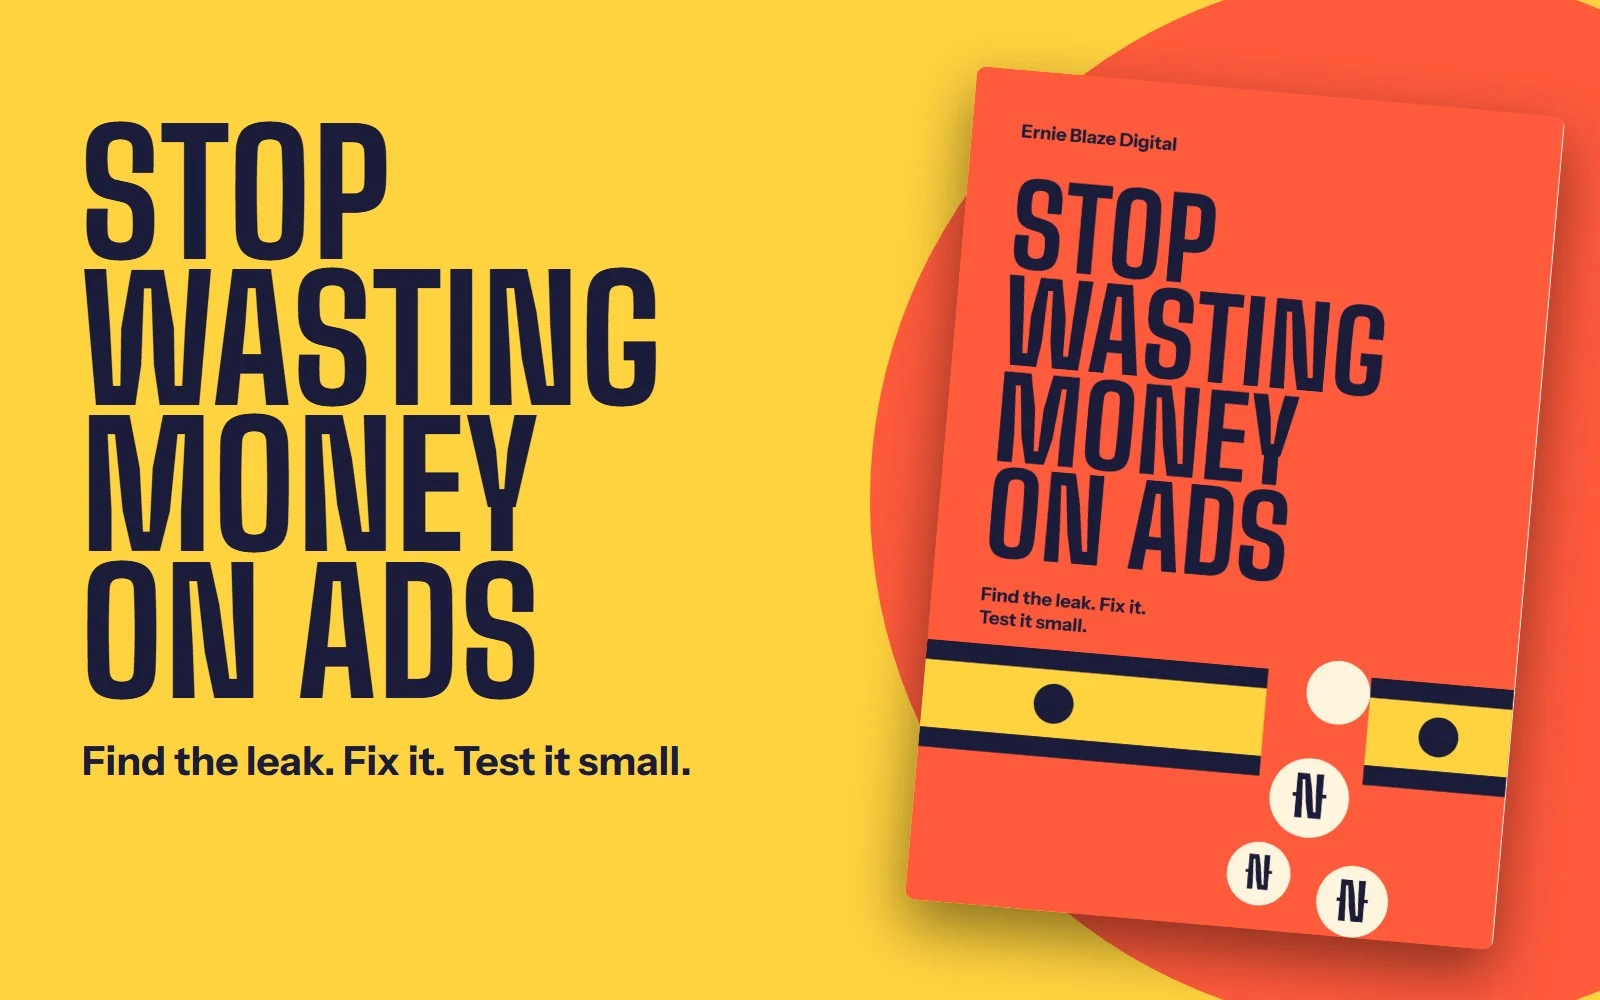 STOP
WASTING
MONEY
ON ADS
Find the leak. Fix it. Test it small.
Ernie Blaze Digital
STOP
WASTING
MONEY
ON ADS
Find the leak. Fix it.
Test it small.
₦
₦
₦